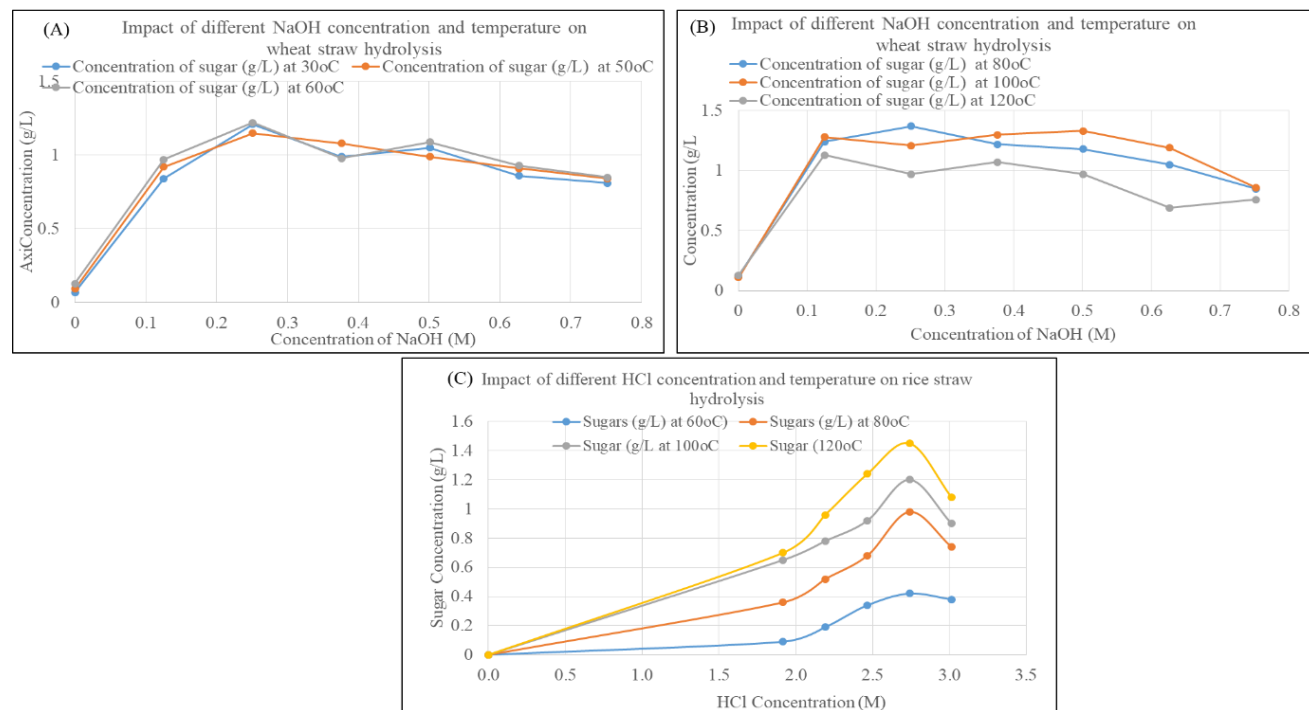 (A)
Impact of different NaOH concentration and temperature on
wheat straw hydrolysis
Concentration of sugar (g/L) at 30oC
Concentration of sugar (g/L) at 50oC
Concentration of sugar (g/L) at 60oC
AxiConcentration (g/L)
1.5
1
0.5
0
0 0.1 0.2 0.3 0.4 0.5 0.6 0.7 0.8
Concentration of NaOH (M)
(B)
Impact of different NaOH concentration and temperature on
wheat straw hydrolysis
Concentration of sugar (g/L) at 80oC
Concentration of sugar (g/L) at 100oC
Concentration of sugar (g/L) at 120oC
Concentration (g/L
1.5
1
0.5
0
0 0.1 0.2 0.3 0.4 0.5 0.6 0.7 0.8
Concentration of NaOH (M)
(C)
Impact of different HCl concentration and temperature on rice straw
hydrolysis
Sugars (g/L) at 60oC)
Sugars (g/L) at 80oC
Sugar (g/L at 100oC
Sugar (120oC
Sugar Concentration (g/L)
1.6
1.4
1.2
1
0.8
0.6
0.4
0.2
0
0.0 0.5 1.0 1.5 2.0 2.5 3.0 3.5
HCl Concentration (M)